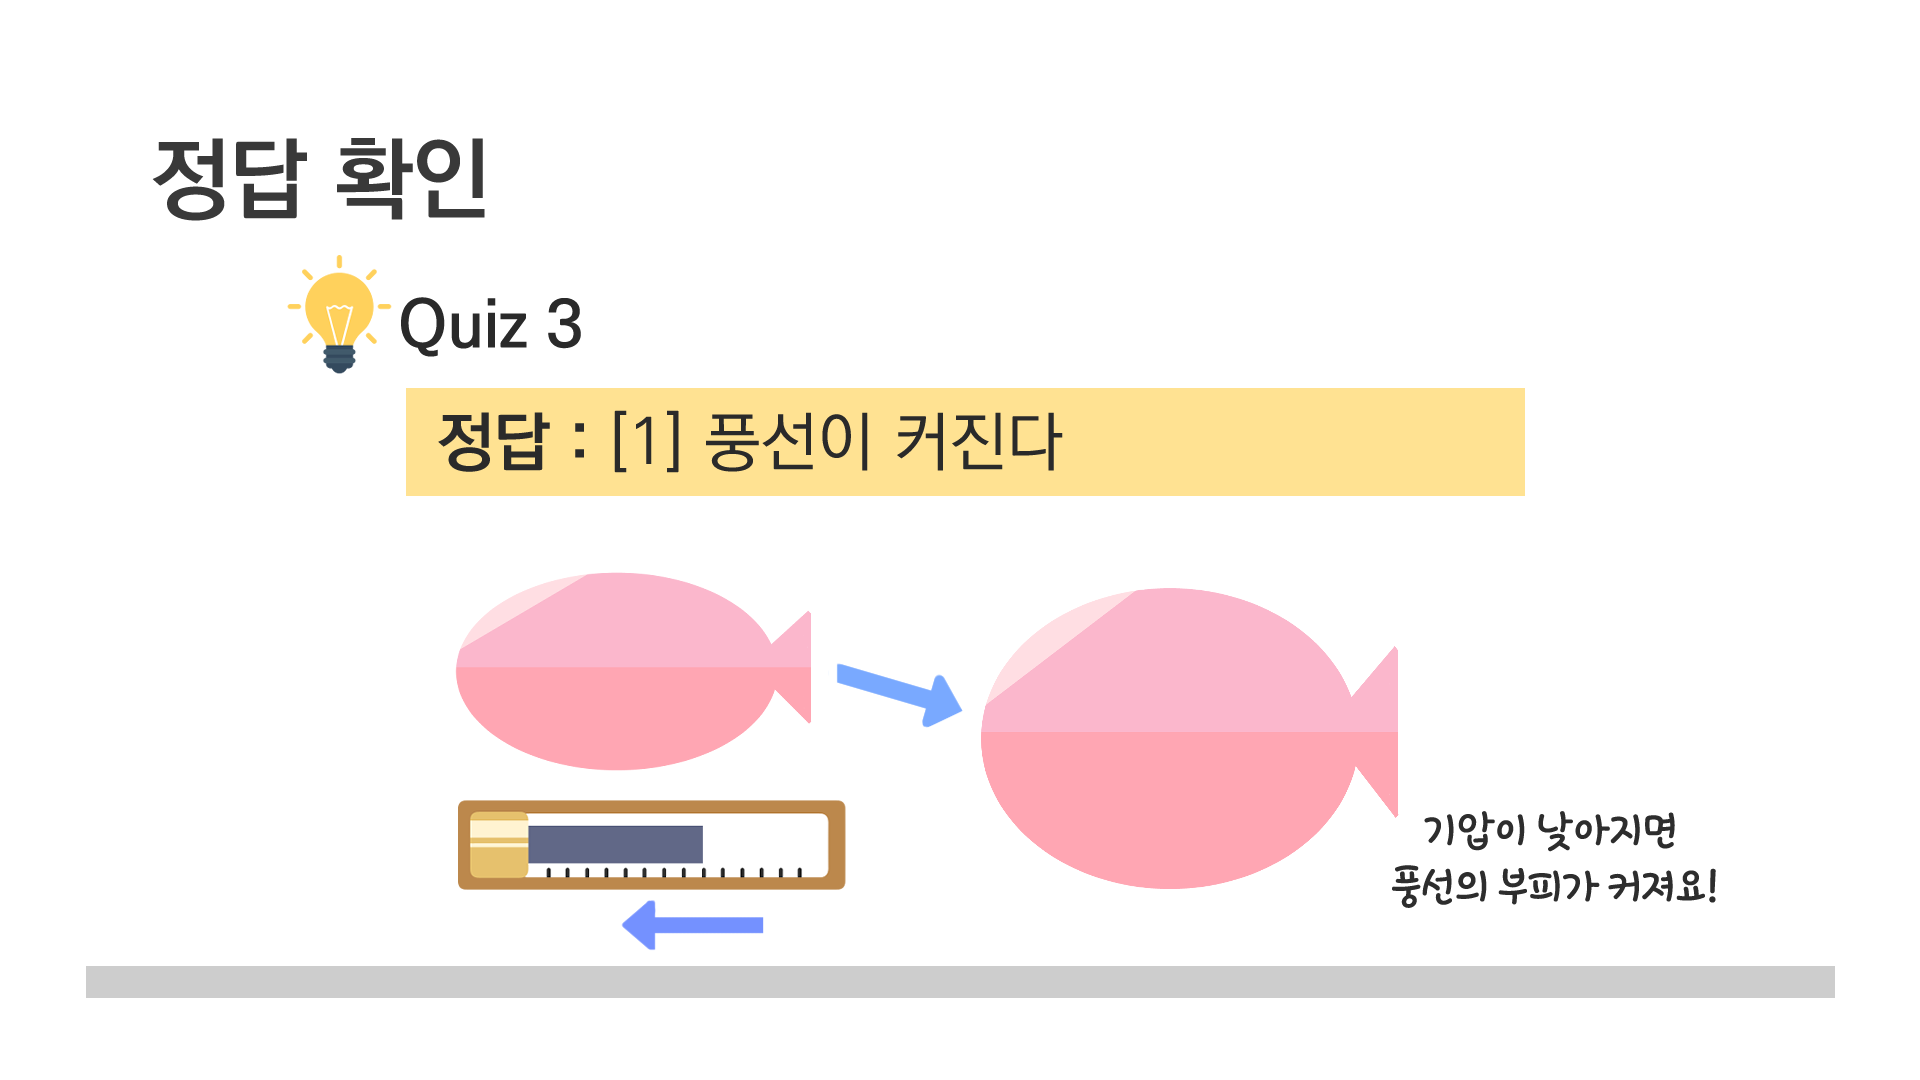 정답 확인
Quiz 3
정답 : [1] 풍선이 커진다
기압이 낮아지면
풍선의 부피가 커져요!